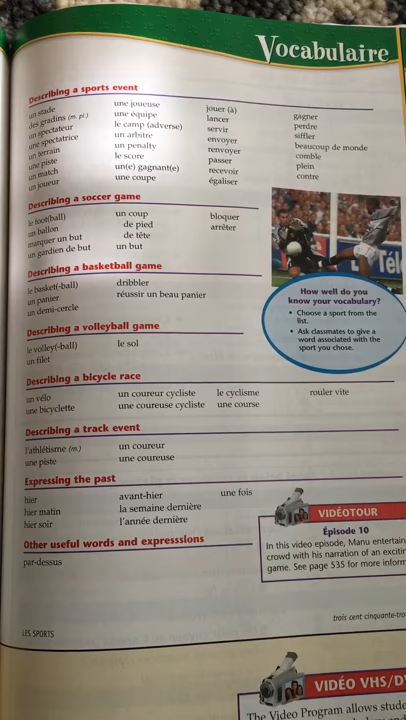 Vocabulaire
Describing a sports event
un stade
des gradins (m. pl.)
un spectateur
une spectatrice
un terrain
une piste
un match
un joueur
une joueuse
une équipe
le camp (adverse)
un arbitre
un penalty
le score
un(e) gagnant(e)
une coupe
jouer (à)
lancer
servir
envoyer
renvoyer
passer
recevoir
égaliser
gagner
perdre
siffler
beaucoup de monde
comble
plein
contre
Describing a soccer game
le foot(ball)
un ballon
marquer un but
un gardien de but
un coup
de pied
de tête
un but
bloquer
arrêter
Describing a basketball game
le basket(-ball)
un panier
un demi-cercle
dribbler
réussir un beau panier
Describing a volleyball game
le volley(-ball)
un filet
le sol
How well do you
know your vocabulary?
• Choose a sport from the
list.
• Ask classmates to give a
word associated with the
sport you chose.
Describing a bicycle race
un vélo
une bicyclette
un coureur cycliste
une coureuse cycliste
le cyclisme
une course
rouler vite
Describing a track event
l'athlétisme (m.)
une piste
un coureur
une coureuse
Expressing the past
hier
hier matin
hier soir
avant-hier
la semaine dernière
l'année dernière
une fois
Other useful words and expresssions
par-dessus
VIDÉOTOUR
Épisode 10
In this video episode, Manu entertain
crowd with his narration of an excitin
game. See page 535 for more inform
trois cent cinquante-tro
LES SPORTS
VIDÉO VHS/DV
The Video Program allows stude